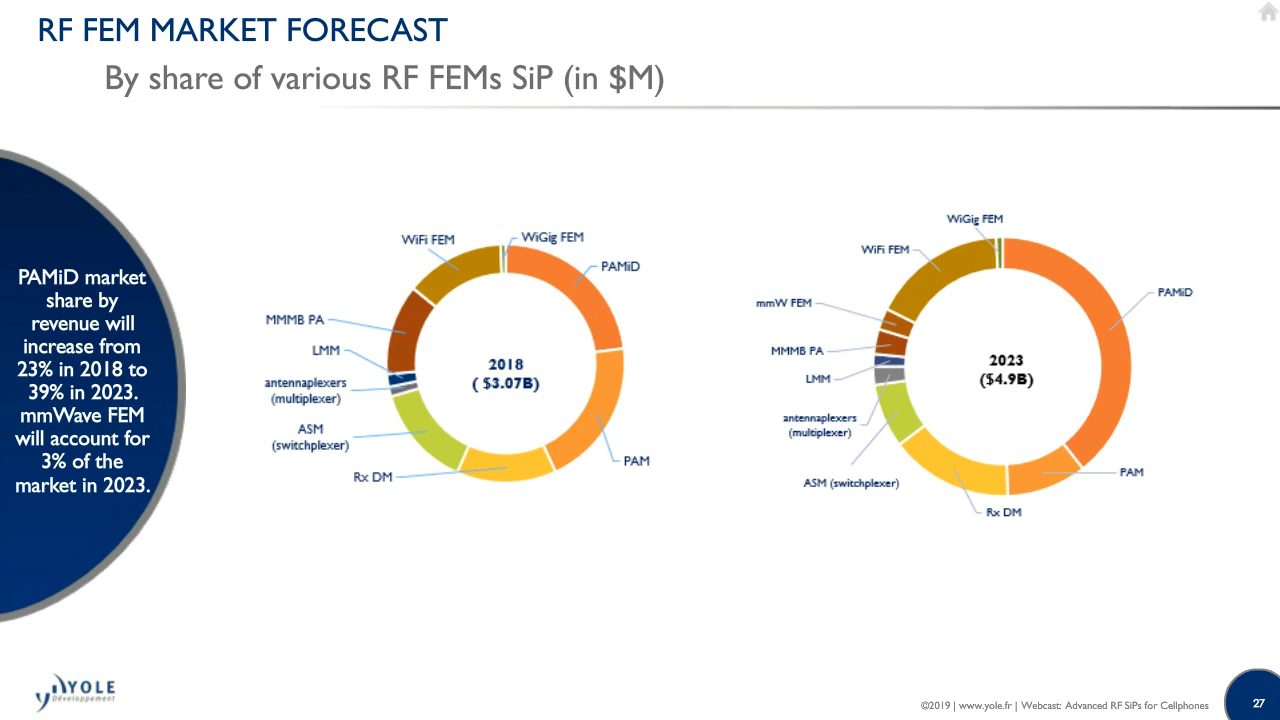 RF FEM MARKET FORECAST
By share of various RF FEMs SiP (in $M)
PAMiD market
share by
revenue will
increase from
23% in 2018 to
39% in 2023.
mmWave FEM
will account for
3% of the
market in 2023.
WiFi FEM
WiGig FEM
PAMiD
MMMB PA
LMM
antennaplexers
(multiplexer)
ASM
(switchplexer)
Rx DM
PAM
2018
( $3.07B)
WiGig FEM
WiFi FEM
PAMiD
mmW FEM
MMMB PA
LMM
antennaplexers
(multiplexer)
ASM (switchplexer)
Rx DM
PAM
2023
($4.9B)
YOLE
Développement
©2019 | www.yole.fr | Webcast: Advanced RF SiPs for Cellphones
27